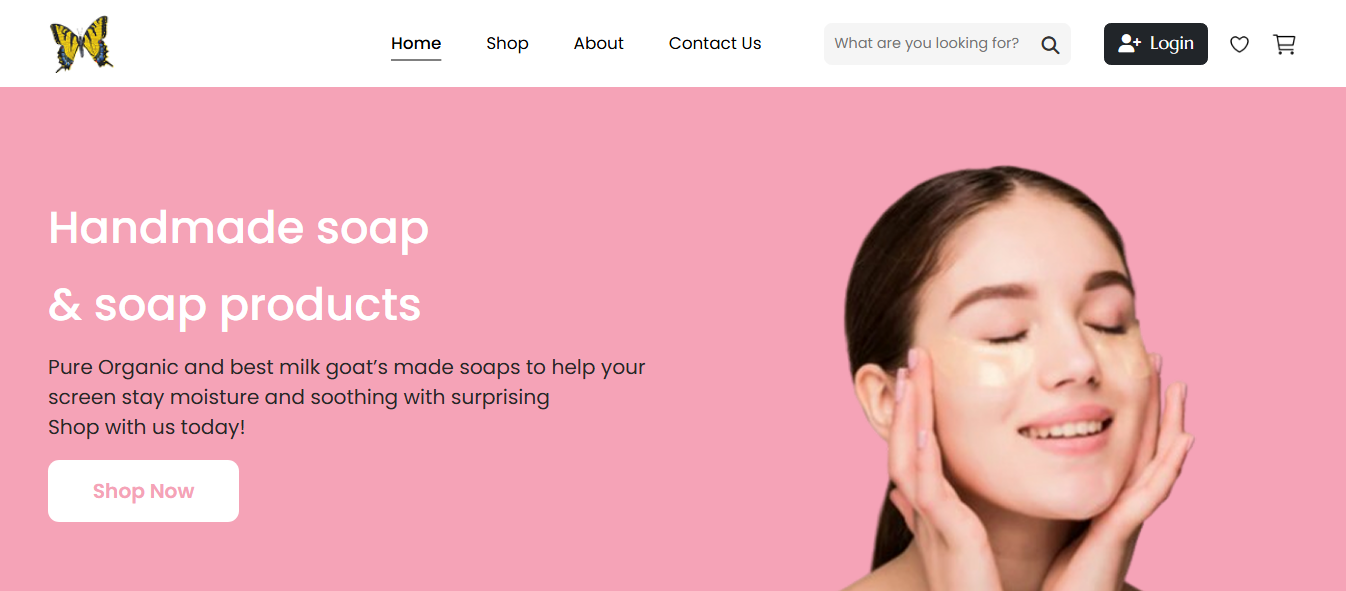 Home Shop About Contact Us What are you looking for? Login
Handmade soap
& soap products
Pure Organic and best milk goat’s made soaps to help your
screen stay moisture and soothing with surprising
Shop with us today!
Shop Now